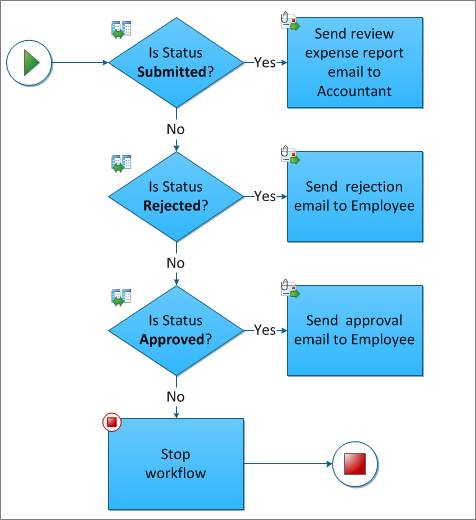 Is Status
Submitted?
Yes
Send review
expense report
email to
Accountant
No
Is Status
Rejected?
Yes
Send rejection
email to Employee
No
Is Status
Approved?
Yes
Send approval
email to Employee
No
Stop
workflow